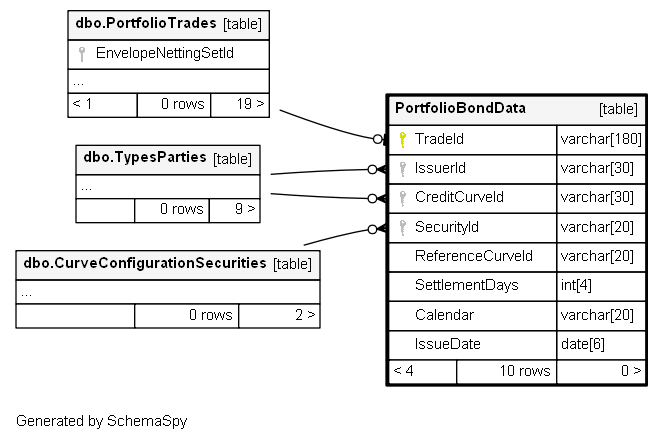 dbo.PortfolioTrades [table]
EnvelopeNettingSetId
...
< 1 0 rows 19 >
dbo.TypesParties [table]
...
0 rows 9 >
dbo.CurveConfigurationSecurities [table]
...
0 rows 2 >
PortfolioBondData [table]
TradeId varchar[180]
IssuerId varchar[30]
CreditCurveId varchar[30]
SecurityId varchar[20]
ReferenceCurveId varchar[20]
SettlementDays int[4]
Calendar varchar[20]
IssueDate date[6]
< 4 10 rows 0 >
Generated by SchemaSpy